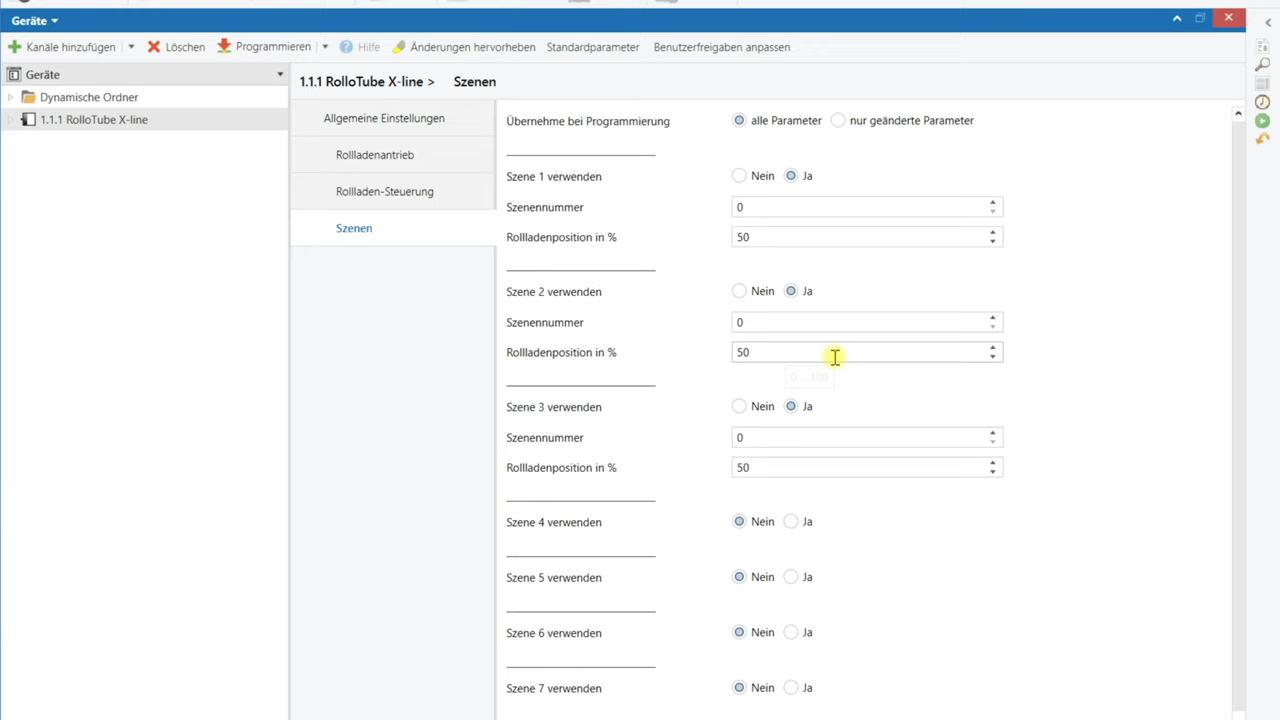 Geräte
Kanäle hinzufügen Löschen Programmieren Hilfe Änderungen hervorheben Standardparameter Benutzerfreigaben anpassen
Geräte
Dynamische Ordner
1.1.1 RolloTube X-line
1.1.1 RolloTube X-line > Szenen
Allgemeine Einstellungen
Rollladenantrieb
Rollladen-Steuerung
Szenen
Übernehme bei Programmierung alle Parameter nur geänderte Parameter
Szene 1 verwenden Nein Ja
Szenennummer 0
Rollladenposition in % 50
Szene 2 verwenden Nein Ja
Szenennummer 0
Rollladenposition in % 50
0 .. 100
Szene 3 verwenden Nein Ja
Szenennummer 0
Rollladenposition in % 50
Szene 4 verwenden Nein Ja
Szene 5 verwenden Nein Ja
Szene 6 verwenden Nein Ja
Szene 7 verwenden Nein Ja